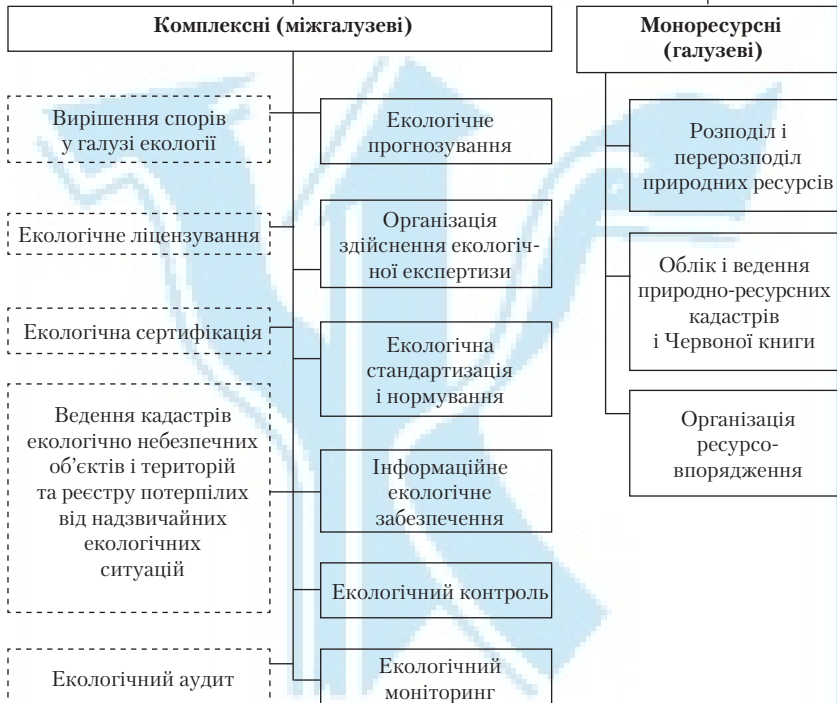 Комплексні (міжгалузеві)
Моноресурсні
(галузеві)
Вирішення спорів
у галузі екології
Екологічне ліцензування
Екологічна сертифікація
Ведення кадастрів
екологічно небезпечних
об’єктів і територій
та реєстру потерпілих
від надзвичайних
екологічних
ситуацій
Екологічний аудит
Екологічне
прогнозування
Організація
здійснення екологіч-
ної експертизи
Екологічна
стандартизація
і нормування
Інформаційне
екологічне
забезпечення
Екологічний контроль
Екологічний
моніторинг
Розподіл і
перерозподіл
природних ресурсів
Облік і ведення
природно-ресурсних
кадастрів
і Червоної книги
Організація
ресурсо-
впорядження